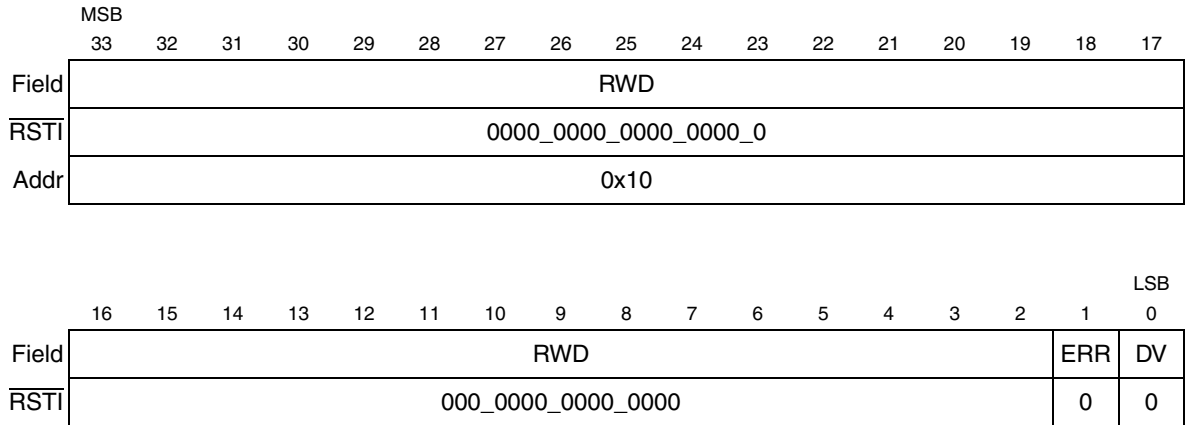 MSB
33 32 31 30 29 28 27 26 25 24 23 22 21 20 19 18 17
Field RWD
RSTI 0000_0000_0000_0000_0
Addr 0x10
LSB
16 15 14 13 12 11 10 9 8 7 6 5 4 3 2 1 0
Field RWD ERR DV
RSTI 000_0000_0000_0000 0 0